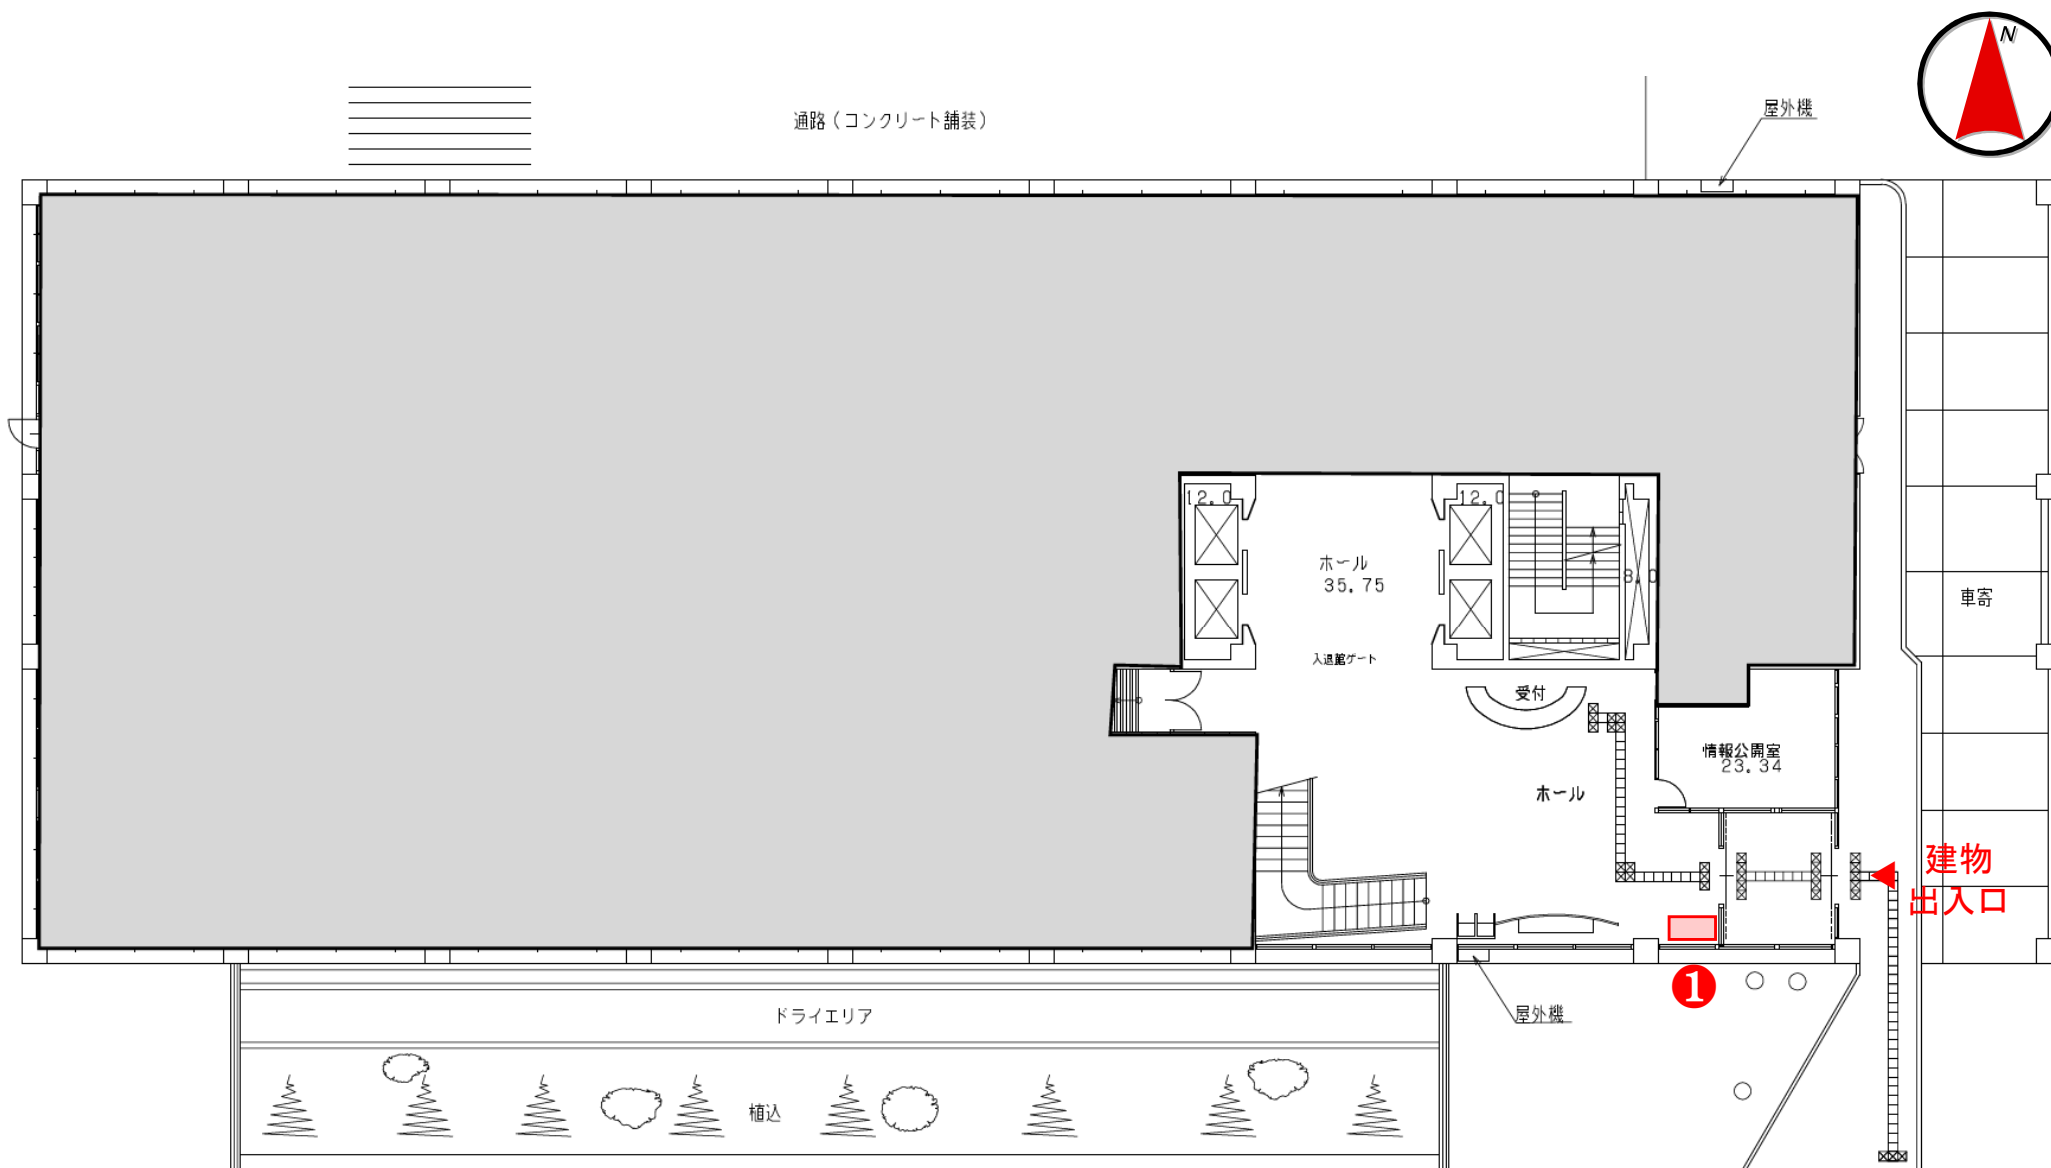 N
屋外機
通路（コンクリート舗装）
12.0
12.0
ホール
35.75
8.0
車寄
入退館ゲート
受付
情報公開室
23.34
ホール
建物
出入口
❶
屋外機
ドライエリア
植込